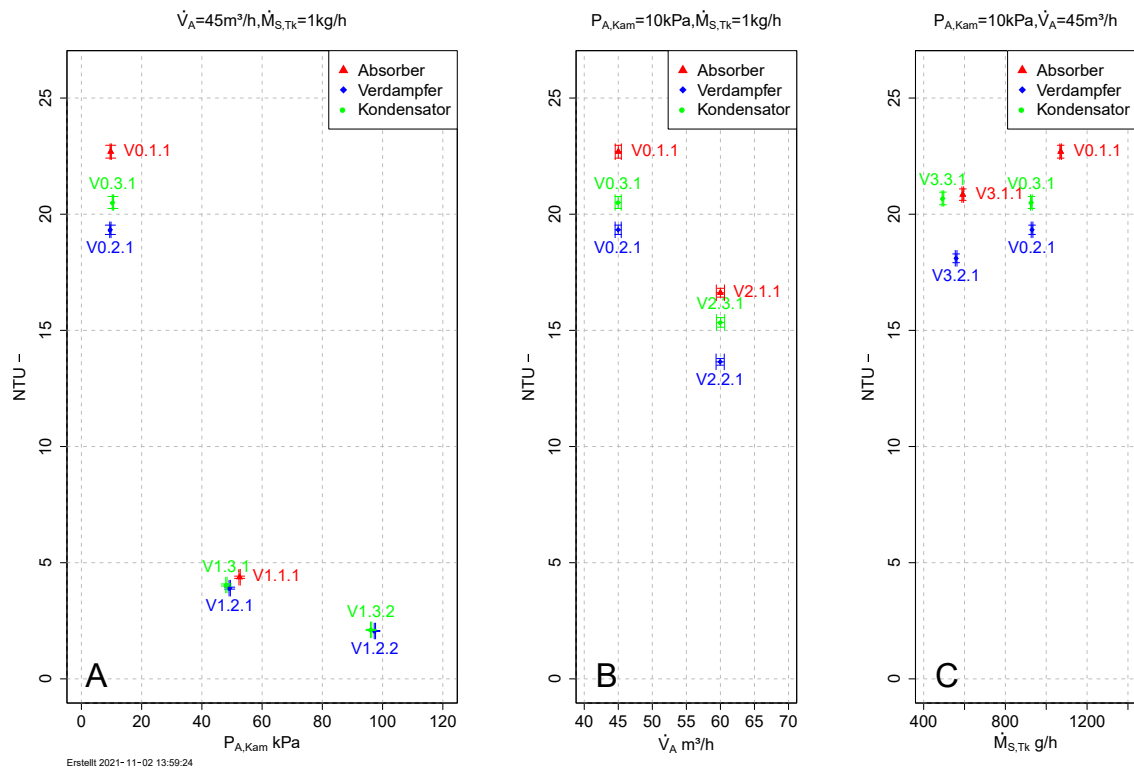 V̇A=45m³/h,ṀS,Tk=1kg/h
NTU −
25
20
15
10
5
0
Absorber
Verdampfer
Kondensator
V0.1.1
V0.3.1
V0.2.1
V1.3.1
V1.1.1
V1.2.1
V1.3.2
V1.2.2
A
0 20 40 60 80 100 120
PA,Kam kPa
PA,Kam=10kPa,ṀS,Tk=1kg/h
NTU −
25
20
15
10
5
0
Absorber
Verdampfer
Kondensator
V0.1.1
V0.3.1
V0.2.1
V2.1.1
V2.3.1
V2.2.1
B
40 45 50 55 60 65 70
V̇A m³/h
PA,Kam=10kPa,V̇A=45m³/h
NTU −
25
20
15
10
5
0
Absorber
Verdampfer
Kondensator
V0.1.1
V3.3.1
V3.1.1
V0.3.1
V0.2.1
V3.2.1
C
400 800 1200
ṀS,Tk g/h
Erstellt 2021-11-02 13:59:24